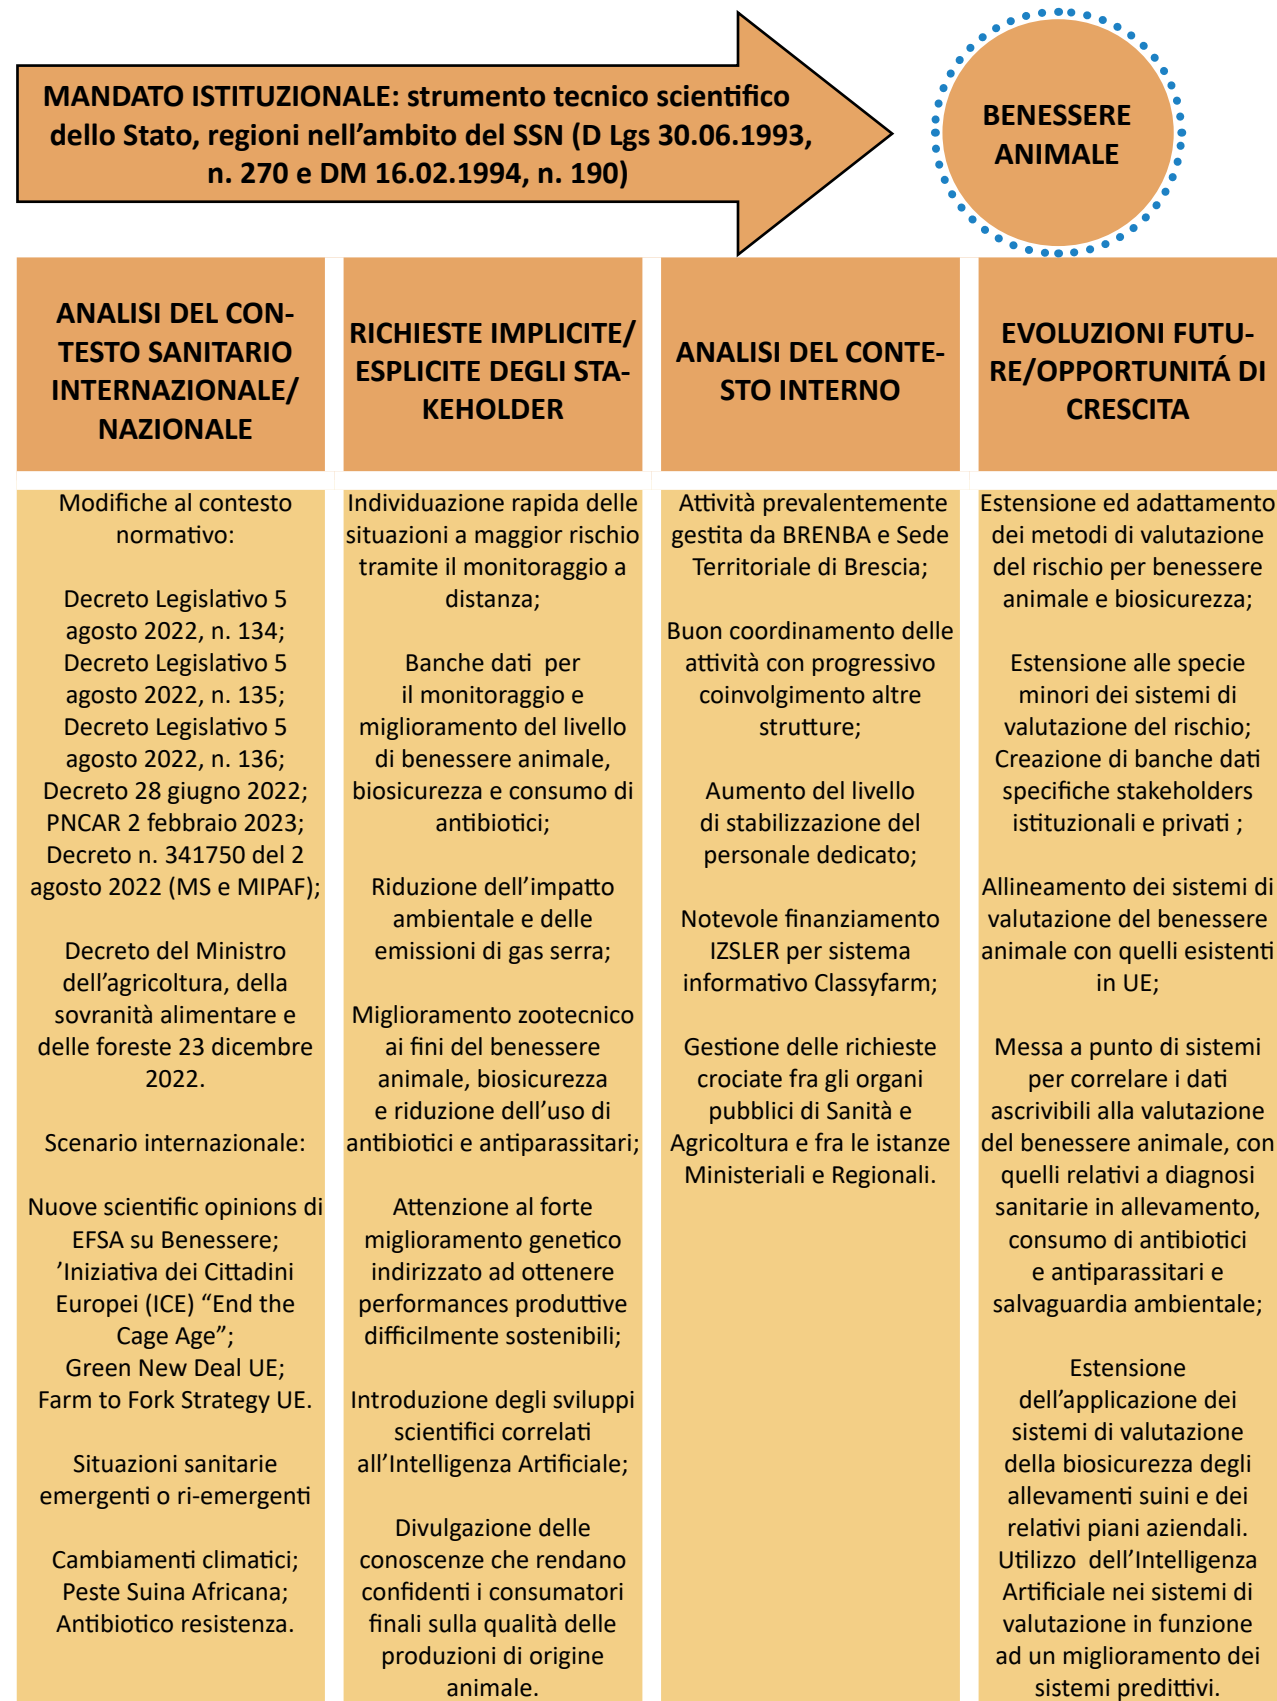 MANDATO ISTITUZIONALE: strumento tecnico scientifico
dello Stato, regioni nell’ambito del SSN (D Lgs 30.06.1993,
n. 270 e DM 16.02.1994, n. 190)
BENESSERE
ANIMALE
ANALISI DEL CON-
TESTO SANITARIO
INTERNAZIONALE/
NAZIONALE
RICHIESTE IMPLICITE/
ESPLICITE DEGLI STA-
KEHOLDER
ANALISI DEL CONTE-
STO INTERNO
EVOLUZIONI FUTU-
RE/OPPORTUNITÁ DI
CRESCITA
Modifiche al contesto
normativo:
Decreto Legislativo 5
agosto 2022, n. 134;
Decreto Legislativo 5
agosto 2022, n. 135;
Decreto Legislativo 5
agosto 2022, n. 136;
Decreto 28 giugno 2022;
PNCAR 2 febbraio 2023;
Decreto n. 341750 del 2
agosto 2022 (MS e MIPAF);
Decreto del Ministro
dell’agricoltura, della
sovranità alimentare e
delle foreste 23 dicembre
2022.
Scenario internazionale:
Nuove scientific opinions di
EFSA su Benessere;
’Iniziativa dei Cittadini
Europei (ICE) “End the
Cage Age”;
Green New Deal UE;
Farm to Fork Strategy UE.
Situazioni sanitarie
emergenti o ri-emergenti
Cambiamenti climatici;
Peste Suina Africana;
Antibiotico resistenza.
Individuazione rapida delle
situazioni a maggior rischio
tramite il monitoraggio a
distanza;
Banche dati  per
il monitoraggio e
miglioramento del livello
di benessere animale,
biosicurezza e consumo di
antibiotici;
Riduzione dell’impatto
ambientale e delle
emissioni di gas serra;
Miglioramento zootecnico
ai fini del benessere
animale, biosicurezza
e riduzione dell’uso di
antibiotici e antiparassitari;
Attenzione al forte
miglioramento genetico
indirizzato ad ottenere
performances produttive
difficilmente sostenibili;
Introduzione degli sviluppi
scientifici correlati
all’Intelligenza Artificiale;
Divulgazione delle
conoscenze che rendano
confidenti i consumatori
finali sulla qualità delle
produzioni di origine
animale.
Attività prevalentemente
gestita da BRENBA e Sede
Territoriale di Brescia;
Buon coordinamento delle
attività con progressivo
coinvolgimento altre
strutture;
Aumento del livello
di stabilizzazione del
personale dedicato;
Notevole finanziamento
IZSLER per sistema
informativo Classyfarm;
Gestione delle richieste
crociate fra gli organi
pubblici di Sanità e
Agricoltura e fra le istanze
Ministeriali e Regionali.
Estensione ed adattamento
dei metodi di valutazione
del rischio per benessere
animale e biosicurezza;
Estensione alle specie
minori dei sistemi di
valutazione del rischio;
Creazione di banche dati
specifiche stakeholders
istituzionali e privati ;
Allineamento dei sistemi di
valutazione del benessere
animale con quelli esistenti
in UE;
Messa a punto di sistemi
per correlare i dati
ascrivibili alla valutazione
del benessere animale, con
quelli relativi a diagnosi
sanitarie in allevamento,
consumo di antibiotici
e antiparassitari e
salvaguardia ambientale;
Estensione
dell’applicazione dei
sistemi di valutazione
della biosicurezza degli
allevamenti suini e dei
relativi piani aziendali.
Utilizzo  dell’Intelligenza
Artificiale nei sistemi di
valutazione in funzione
ad un miglioramento dei
sistemi predittivi.